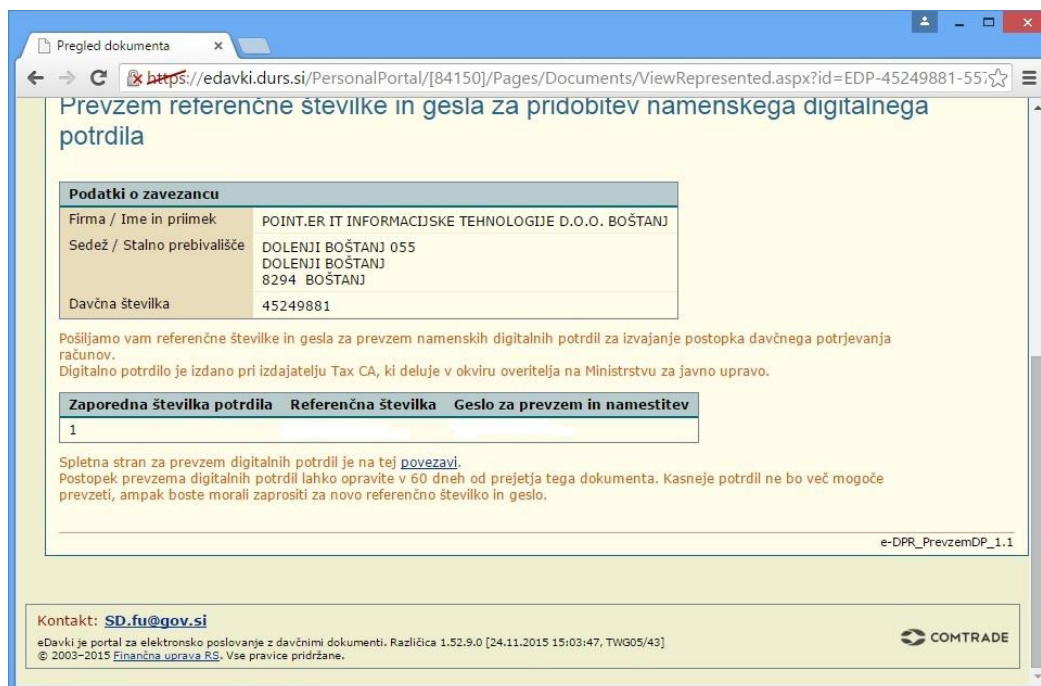 Pregled dokumenta
https://edavki.durs.si/PersonalPortal/[84150]/Pages/Documents/ViewRepresented.aspx?id=EDP-45249881-557
Prevzem referenčne številke in gesla za pridobitev namenskega digitalnega
potrdila
Podatki o zavezancu
Firma / Ime in priimek POINT.ER IT INFORMACIJSKE TEHNOLOGIJE D.O.O. BOŠTANJ
Sedež / Stalno prebivališče DOLENJI BOŠTANJ 055
DOLENJI BOŠTANJ
8294 BOŠTANJ
Davčna številka 45249881
Pošiljamo vam referenčne številke in gesla za prevzem namenskih digitalnih potrdil za izvajanje postopka davčnega potrjevanja
računov.
Digitalno potrdilo je izdano pri izdajatelju Tax CA, ki deluje v okviru overitelja na Ministrstvu za javno upravo.
Zaporedna številka potrdila Referenčna številka Geslo za prevzem in namestitev
1
Spletna stran za prevzem digitalnih potrdil je na tej povezavi.
Postopek prevzema digitalnih potrdil lahko opravite v 60 dneh od prejetja tega dokumenta. Kasneje potrdil ne bo več mogoče
prevzeti, ampak boste morali zaprositi za novo referenčno številko in geslo.
e-DPR_PrevzemDP_1.1
Kontakt: SD.fu@gov.si
eDavki je portal za elektronsko poslovanje z davčnimi dokumenti. Različica 1.52.9.0 [24.11.2015 15:03:47, TWG05/43]
© 2003–2015 Finančna uprava RS. Vse pravice pridržane.
COMTRADE